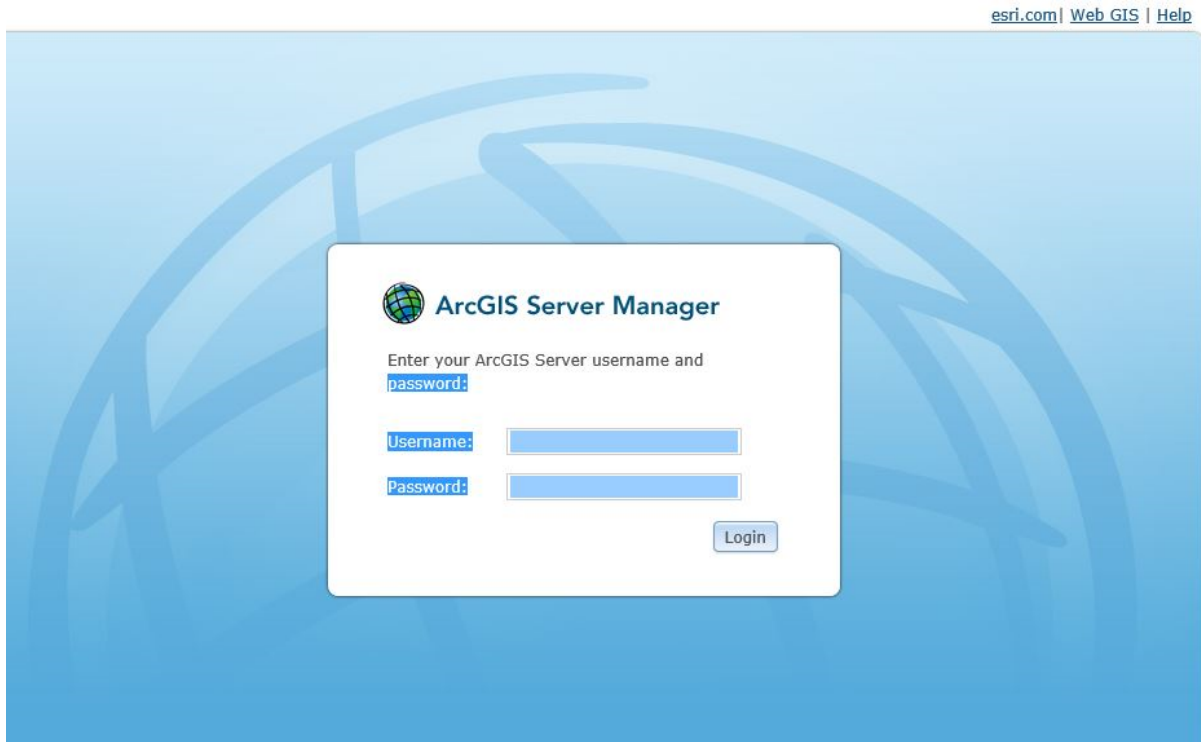 esri.com| Web GIS | Help
ArcGIS Server Manager
Enter your ArcGIS Server username and
password:
Username:
Password:
Login